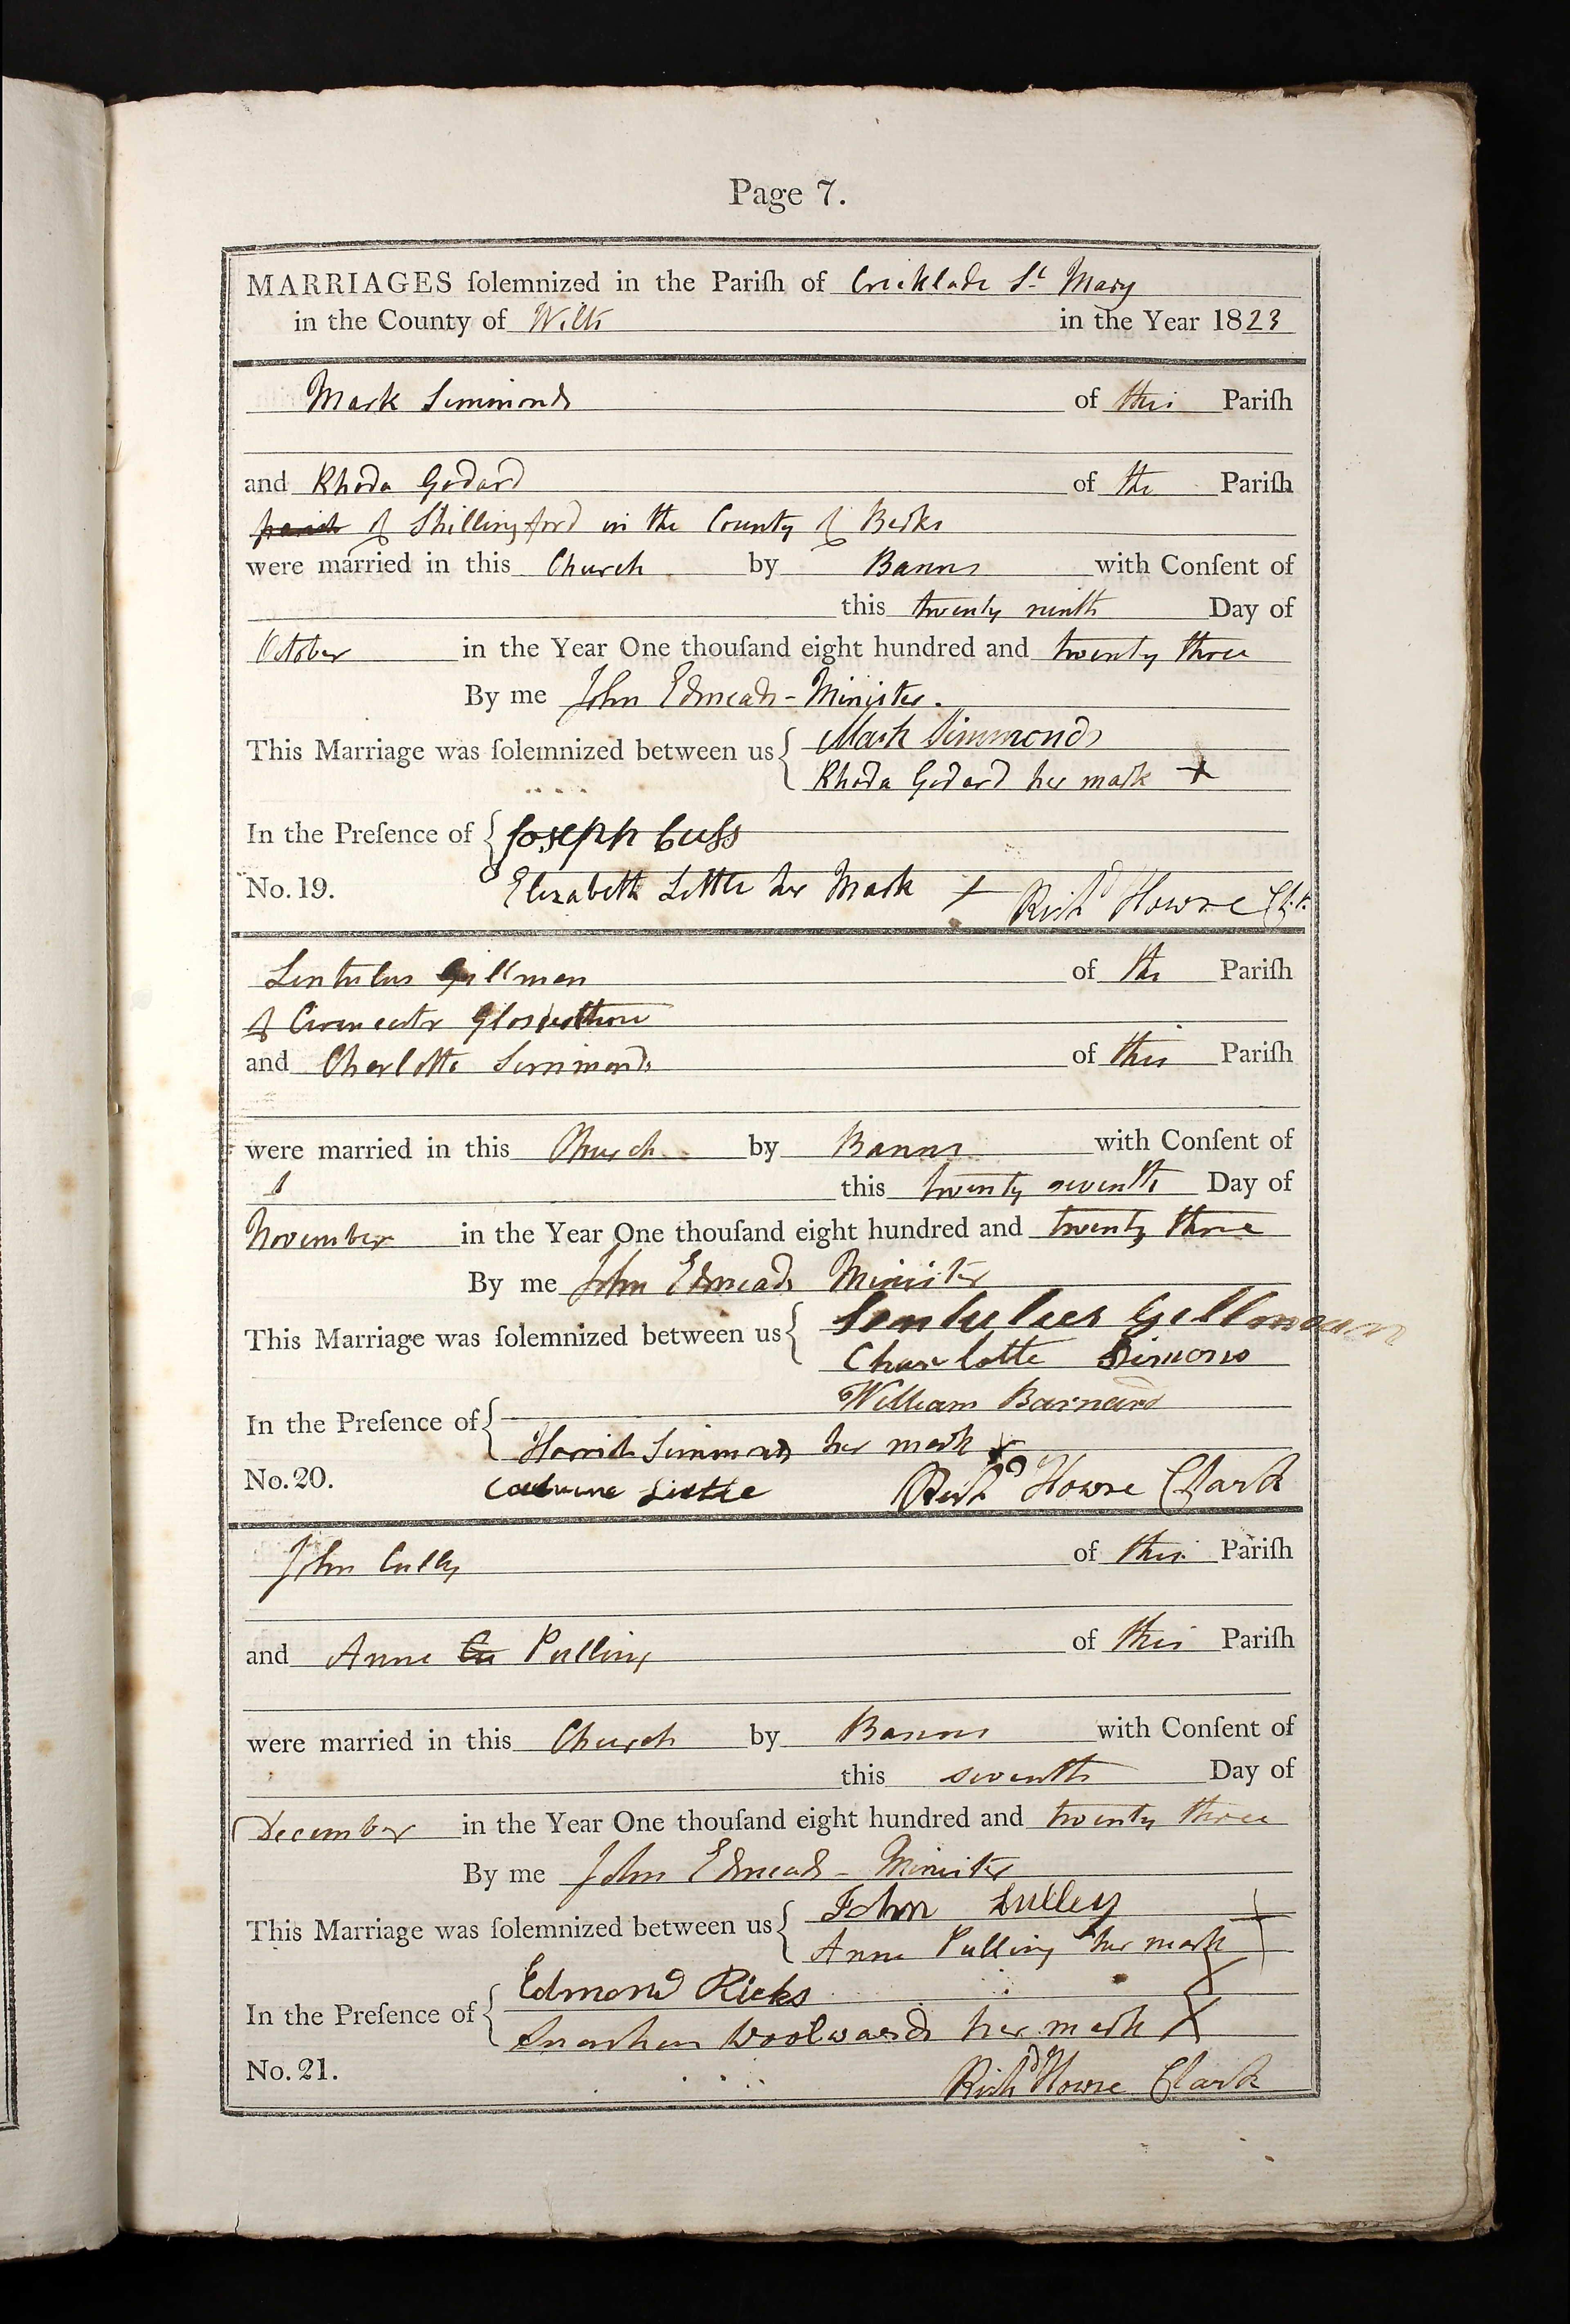 Page 7.
MARRIAGES ſolemnized in the Pariſh of Cricklade St Mary
in the County of Wilts in the Year 1823
Mark Simmonds of this Pariſh
and Rhoda Godard of the Pariſh
parish of Shillingford in the County of Berks
were married in this Church by Banns with Conſent of
this twenty ninth Day of
October in the Year One thouſand eight hundred and twenty three
By me John Edmeads - Minister.
This Marriage was ſolemnized between us { Mark Simmonds
Rhoda Godard her mark +
In the Preſence of { Joseph Cuss
No. 19. Elizabeth Little her Mark + Richd Howse Clk
Lentulus Gillman of the Pariſh
of Cirencester
and Charlotte Simmonds of this Pariſh
were married in this Church by Banns with Conſent of
this twenty seventh Day of
November in the Year One thouſand eight hundred and twenty three
By me John Edmeads Minister
This Marriage was ſolemnized between us { Lentulus Gillman
Charlotte Simons
William Barnard
In the Preſence of {
Simmonds her mark x
No. 20. Little Richd Howse Clark
John Cully of this Pariſh
and Anne Cu Pulling of this Pariſh
were married in this Church by Banns with Conſent of
this seventh Day of
December in the Year One thouſand eight hundred and twenty three
By me John Edmeads - Minister
This Marriage was ſolemnized between us { John Culley
Anne Pulling her mark X
In the Preſence of { Edmond Ricks
Woolwards her mark X
No. 21. Richd Howse Clark